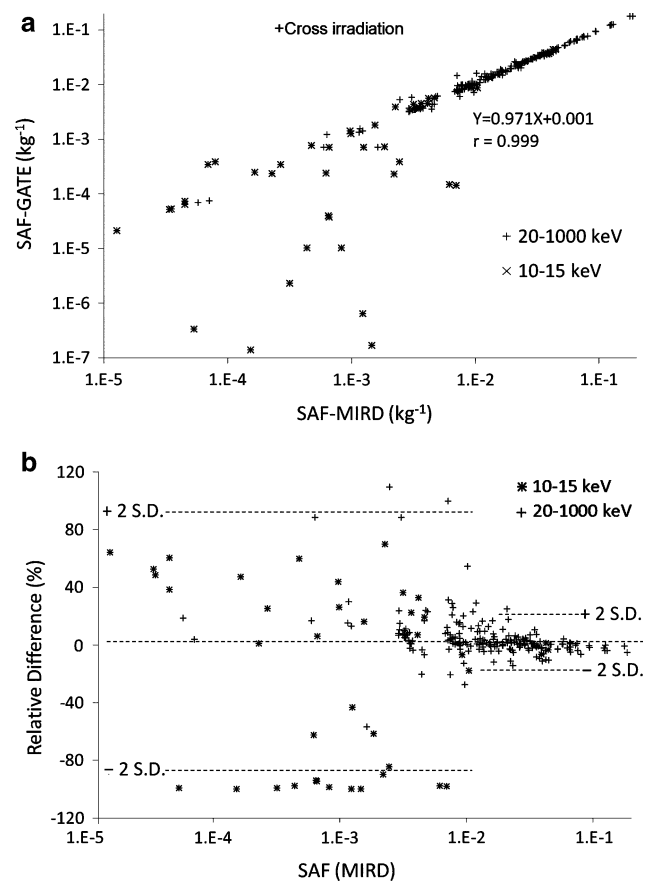 a
+Cross irradiation
1.E-1
1.E-2
1.E-3
1.E-4
1.E-5
1.E-6
1.E-7
SAF-GATE (kg-1)
Y=0.971X+0.001
r = 0.999
+ 20-1000 keV
× 10-15 keV
1.E-5 1.E-4 1.E-3 1.E-2 1.E-1
SAF-MIRD (kg-1)
b
120
80
40
0
-40
-80
-120
Relative Difference (%)
+ 2 S.D.
* 10-15 keV
+ 20-1000 keV
+ 2 S.D.
− 2 S.D.
− 2 S.D.
1.E-5 1.E-4 1.E-3 1.E-2 1.E-1
SAF (MIRD)